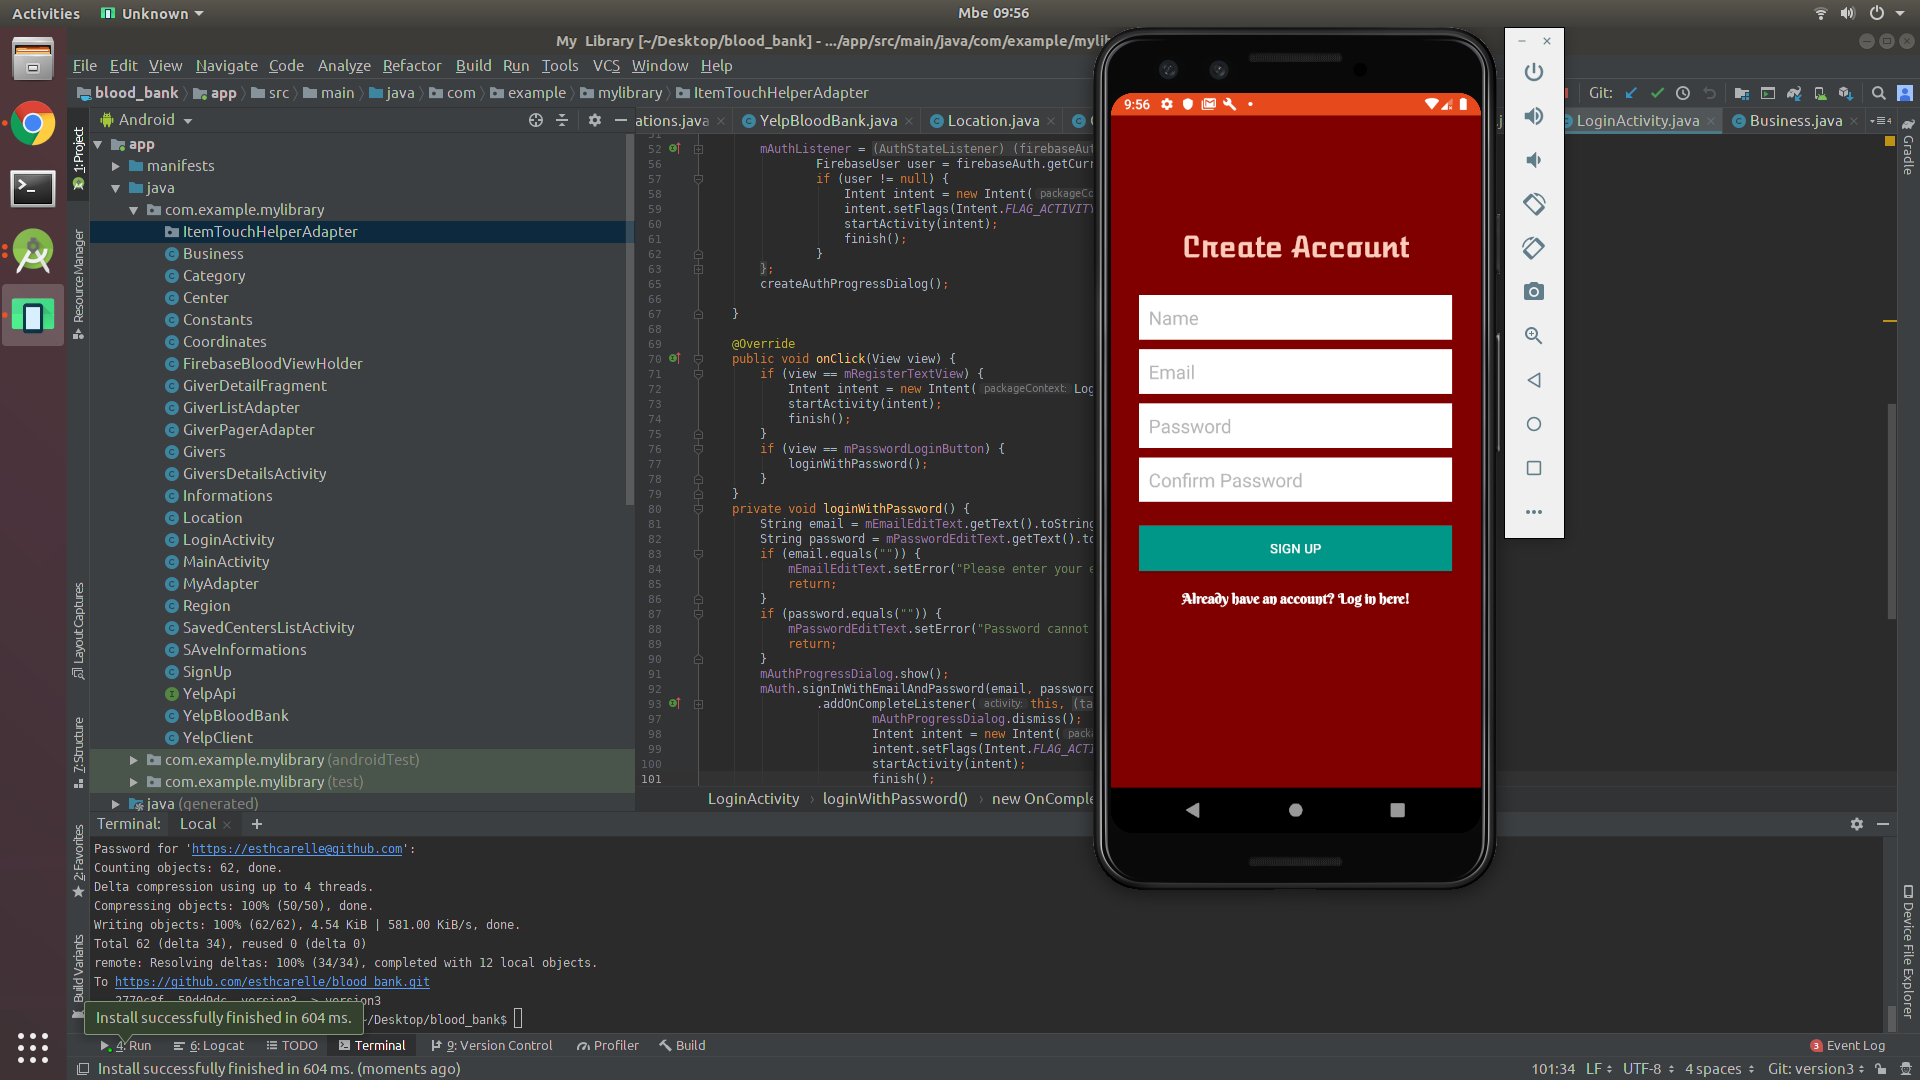 Activities
Unknown
Mbe 09:56
My Library [~/Desktop/blood_bank] - .../app/src/main/java/com/example/mylib
File Edit View Navigate Code Analyze Refactor Build Run Tools VCS Window Help
blood_bank app src main java com example mylibrary ItemTouchHelperAdapter
Git:
Android
ations.java YelpBloodBank.java Location.java LoginActivity.java Business.java
1: Project
Resource Manager
Layout Captures
7: Structure
2: Favorites
Build Variants
Gradle
Device File Explorer
app
manifests
java
com.example.mylibrary
ItemTouchHelperAdapter
Business
Category
Center
Constants
Coordinates
FirebaseBloodViewHolder
GiverDetailFragment
GiverListAdapter
GiverPagerAdapter
Givers
GiversDetailsActivity
Informations
Location
LoginActivity
MainActivity
MyAdapter
Region
SavedCentersListActivity
SAveInformations
SignUp
YelpApi
YelpBloodBank
YelpClient
com.example.mylibrary (androidTest)
com.example.mylibrary (test)
java (generated)
51
52 mAuthListener = (AuthStateListener) (firebaseAut
56 FirebaseUser user = firebaseAuth.getCurr
57 if (user != null) {
58 Intent intent = new Intent( packageCo
59 intent.setFlags(Intent.FLAG_ACTIVITY
60 startActivity(intent);
61 finish();
62 }
63 };
65 createAuthProgressDialog();
66
67 }
68
69 @Override
70 public void onClick(View view) {
71 if (view == mRegisterTextView) {
72 Intent intent = new Intent( packageContext: Log
73 startActivity(intent);
74 finish();
75 }
76 if (view == mPasswordLoginButton) {
77 loginWithPassword();
78 }
79 }
80 private void loginWithPassword() {
81 String email = mEmailEditText.getText().toString
82 String password = mPasswordEditText.getText().to
83 if (email.equals("")) {
84 mEmailEditText.setError("Please enter your e
85 return;
86 }
87 if (password.equals("")) {
88 mPasswordEditText.setError("Password cannot
89 return;
90 }
91 mAuthProgressDialog.show();
92 mAuth.signInWithEmailAndPassword(email, password
93 .addOnCompleteListener( activity: this, (ta
97 mAuthProgressDialog.dismiss();
98 Intent intent = new Intent( packa
99 intent.setFlags(Intent.FLAG_ACTI
100 startActivity(intent);
101 finish();
LoginActivity › loginWithPassword() › new OnComple
9:56
Create Account
Name
Email
Password
Confirm Password
SIGN UP
Already have an account? Log in here!
Terminal: Local +
Password for 'https://esthcarelle@github.com':
Counting objects: 62, done.
Delta compression using up to 4 threads.
Compressing objects: 100% (50/50), done.
Writing objects: 100% (62/62), 4.54 KiB | 581.00 KiB/s, done.
Total 62 (delta 34), reused 0 (delta 0)
remote: Resolving deltas: 100% (34/34), completed with 12 local objects.
To https://github.com/esthcarelle/blood_bank.git
2770c8f..50dd9dc version3 -> version3
~/Desktop/blood_bank$
Install successfully finished in 604 ms.
4: Run 6: Logcat TODO Terminal 9: Version Control Profiler Build
3 Event Log
Install successfully finished in 604 ms. (moments ago)
101:34 LF UTF-8 4 spaces Git: version3